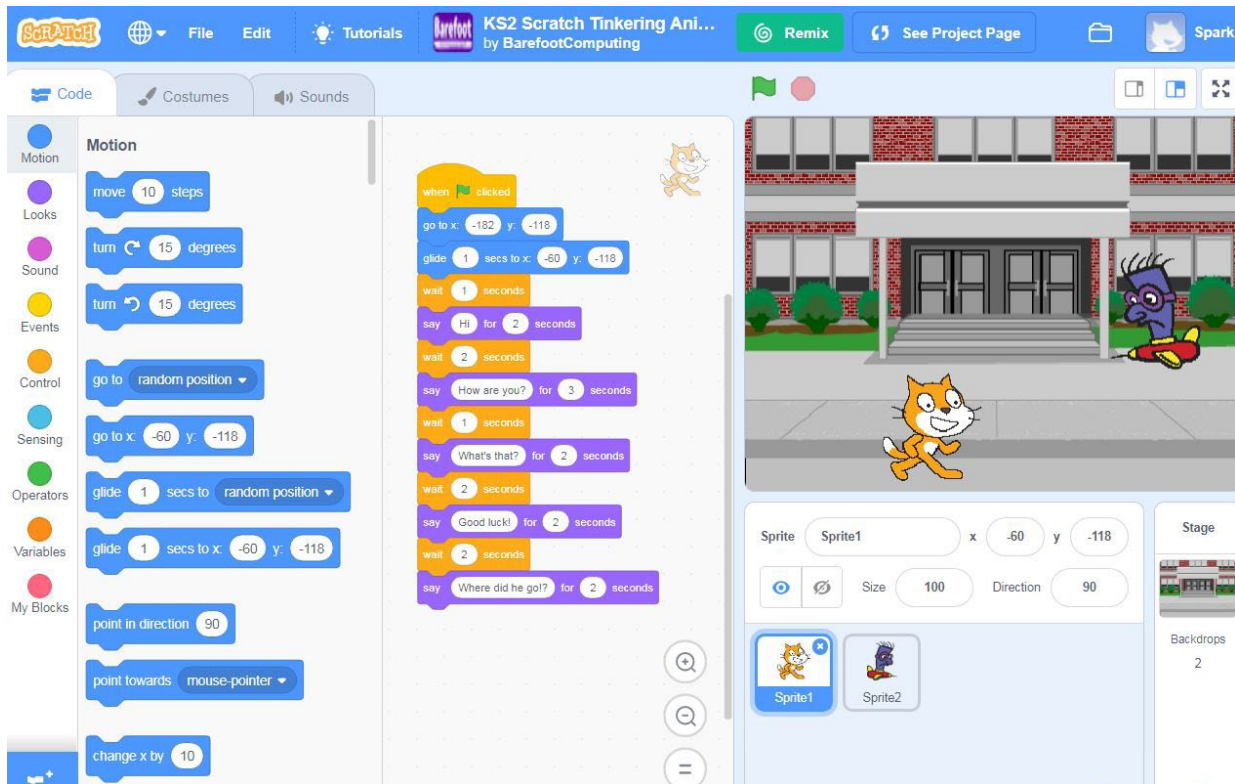 SCRATCH File Edit Tutorials Barefoot KS2 Scratch Tinkering Ani...
by BarefootComputing
Remix See Project Page Spark
Code Costumes Sounds
Motion
Looks
Sound
Events
Control
Sensing
Operators
Variables
My Blocks
Motion
move 10 steps
turn 15 degrees
turn 15 degrees
go to random position
go to x: -60 y: -118
glide 1 secs to random position
glide 1 secs to x: -60 y: -118
point in direction 90
point towards mouse-pointer
change x by 10
when clicked
go to x: -182 y: -118
glide 1 secs to x: -60 y: -118
wait 1 seconds
say Hi for 2 seconds
wait 2 seconds
say How are you? for 3 seconds
wait 1 seconds
say What's that? for 2 seconds
wait 2 seconds
say Good luck! for 2 seconds
wait 2 seconds
say Where did he go!? for 2 seconds
Sprite Sprite1 x -60 y -118
Size 100 Direction 90
Sprite1
Sprite2
Stage
Backdrops
2